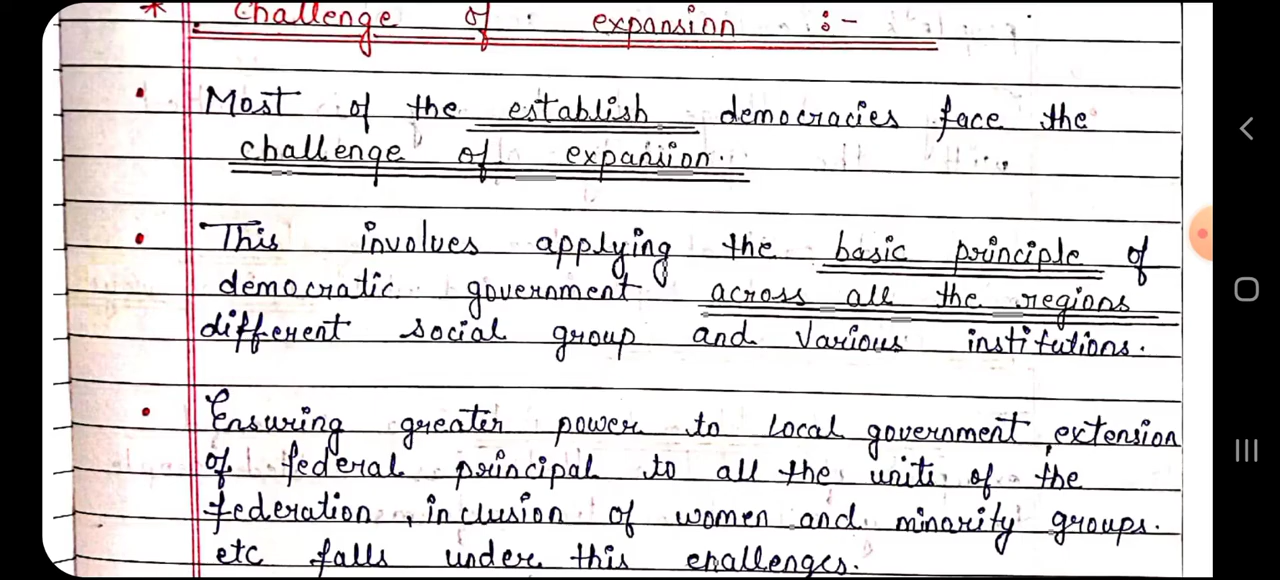 * Challenge of expansion :-
• Most of the establish democracies face the
challenge of expansion.
• This involves applying the basic principle of
democratic government across all the regions
different social group and various institutions.
• Ensuring greater power to local government, extension
of federal principal to all the units of the
federation, inclusion of women and minority groups.
etc falls under this challenges.